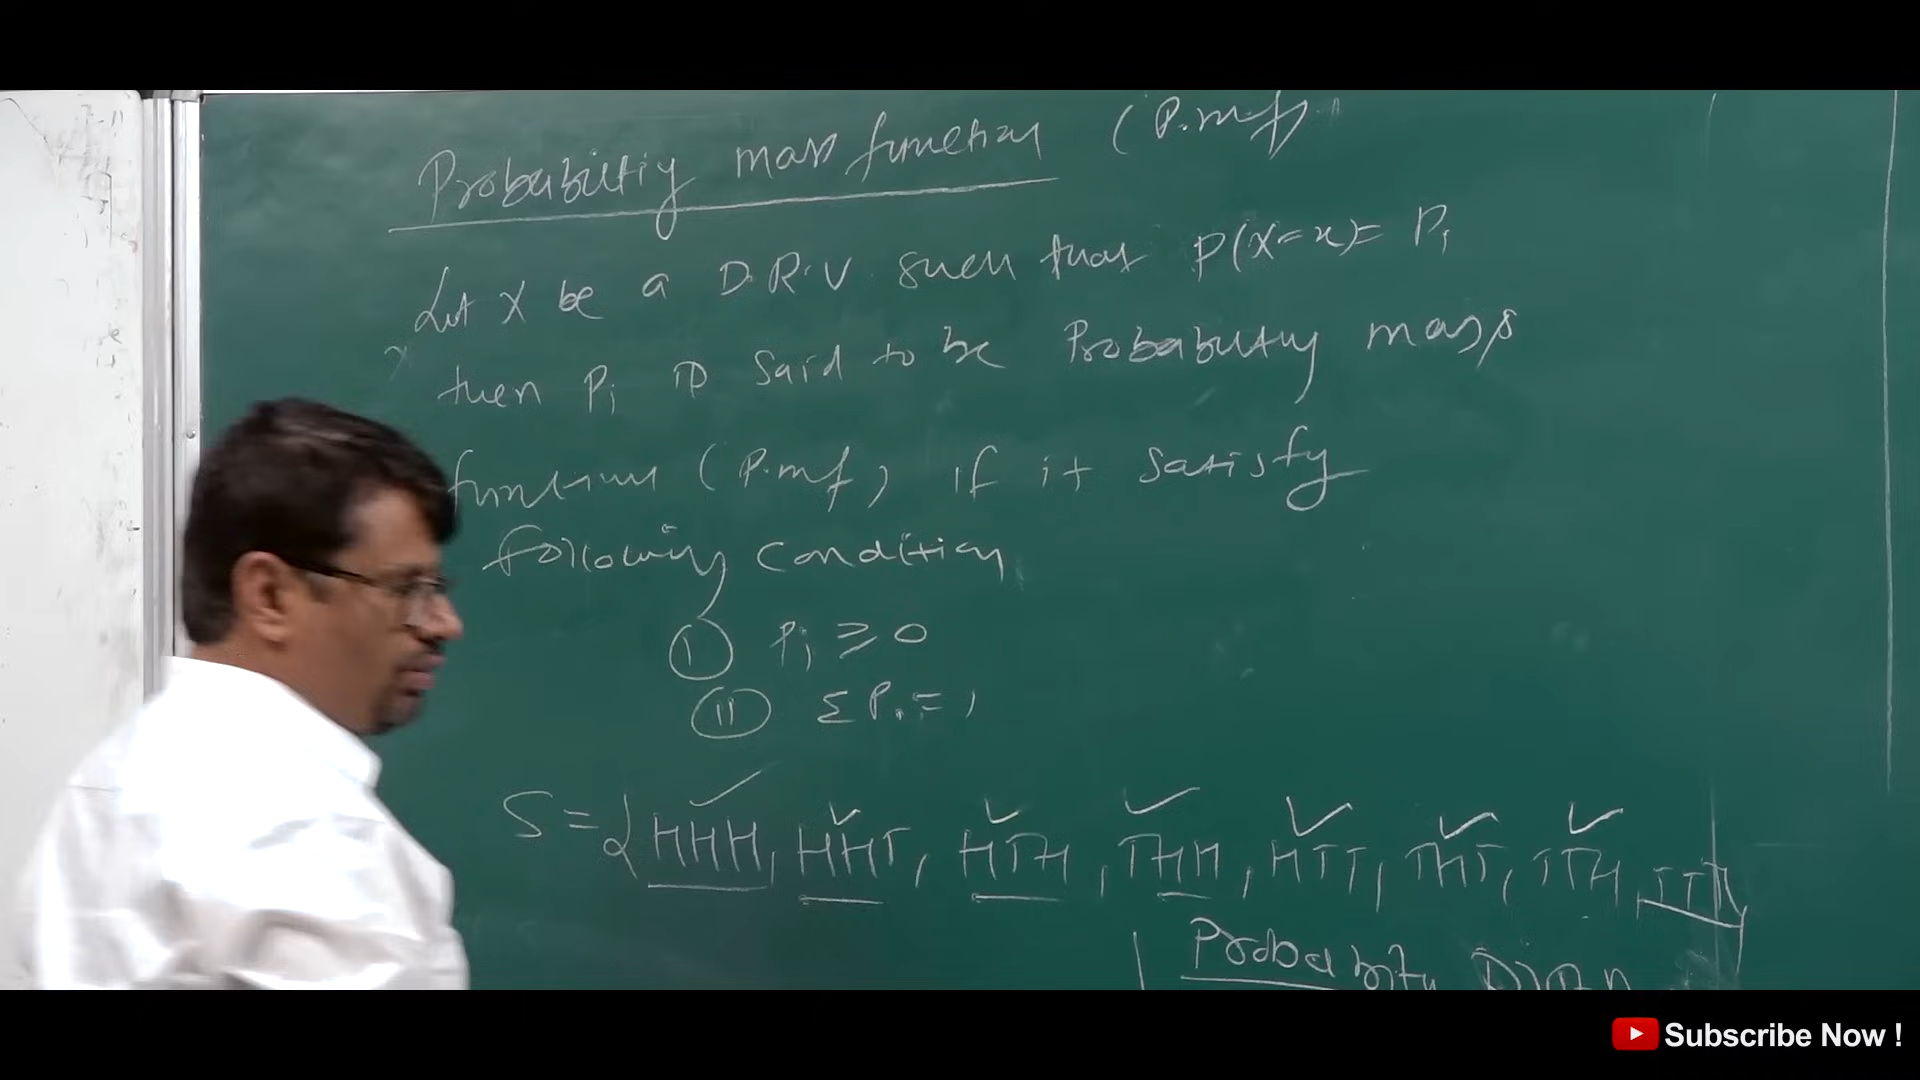 Probability mass function (P.m.f)
Let X be a D.R.V. such that P(X=x)= Pi
then Pi is said to be Probability mass
function (P.m.f) if it satisfy
following condition
(I) Pi ≥ 0
(II) ΣPi = 1
S = { HHH, HHT, HTH, THH, HTT, THT, TTH, TTT
Probability Distn
Subscribe Now !